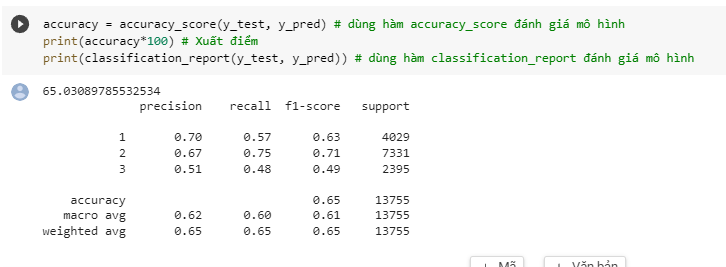 accuracy = accuracy_score(y_test, y_pred) # dùng hàm accuracy_score đánh giá mô hình
print(accuracy*100) # Xuất điểm
print(classification_report(y_test, y_pred)) # dùng hàm classification_report đánh giá mô hình
65.03089785532534
precision recall f1-score support
1 0.70 0.57 0.63 4029
2 0.67 0.75 0.71 7331
3 0.51 0.48 0.49 2395
accuracy 0.65 13755
macro avg 0.62 0.60 0.61 13755
weighted avg 0.65 0.65 0.65 13755
+ Mã + Văn bản